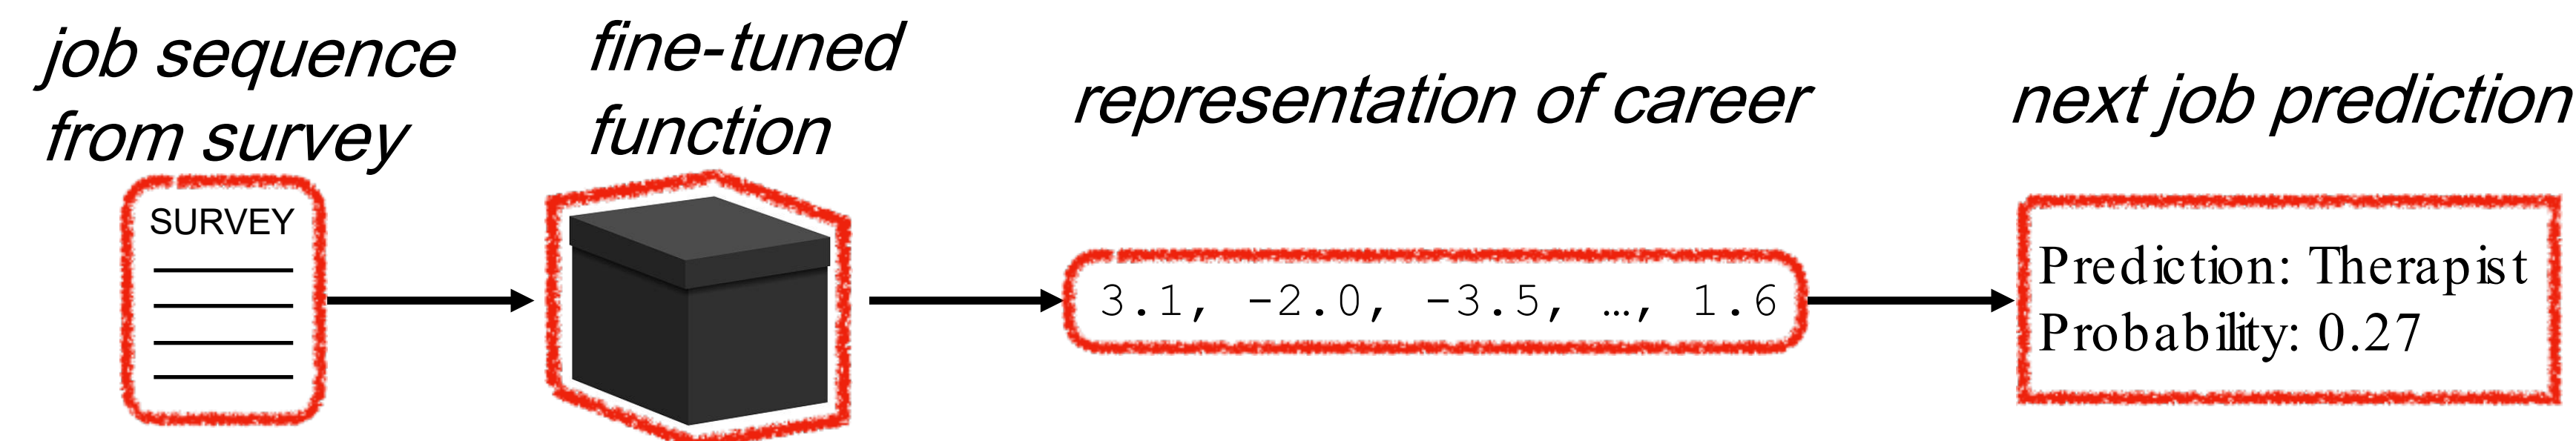 job sequence
from survey
fine-tuned
function
representation of career
next job prediction
SURVEY
3.1, -2.0, -3.5, …, 1.6
Prediction: Therapist
Probability: 0.27